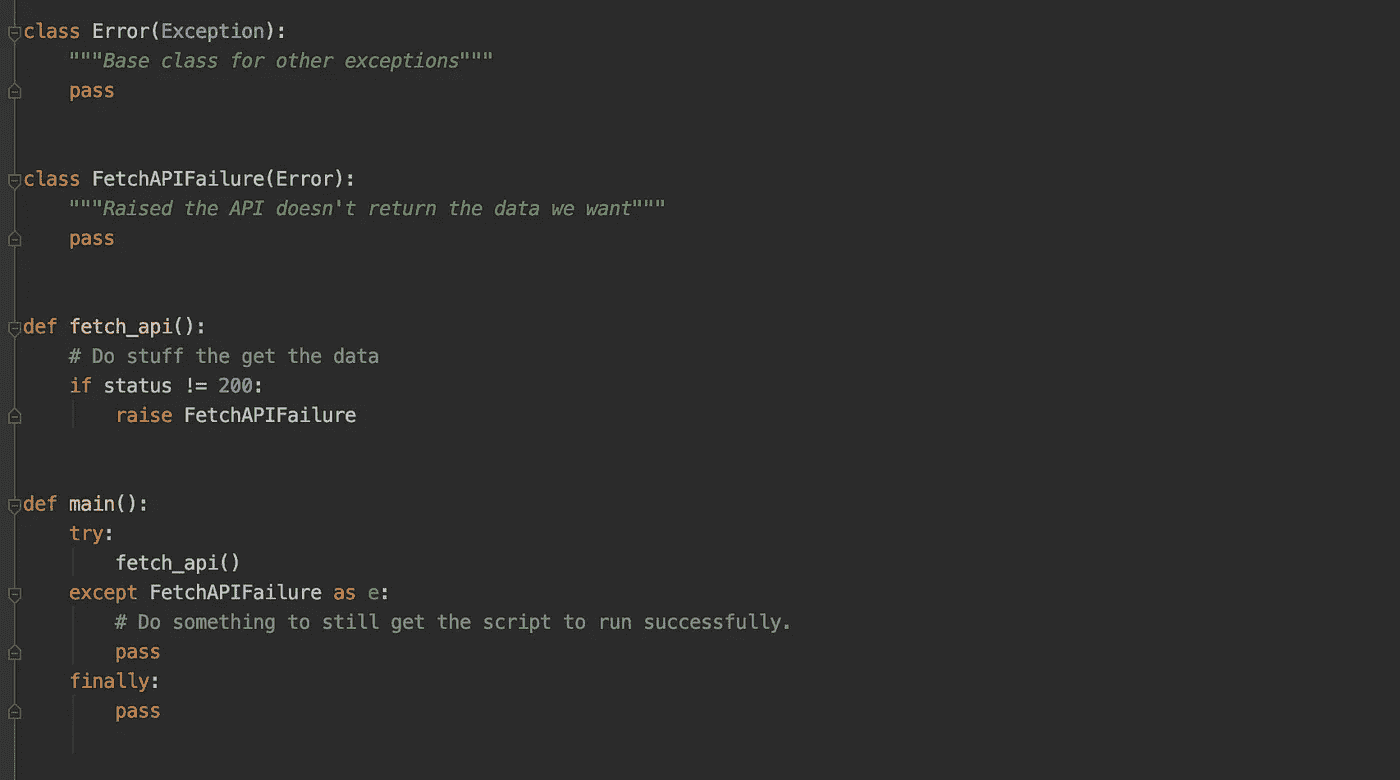 class Error(Exception):
    """Base class for other exceptions"""
    pass
class FetchAPIFailure(Error):
    """Raised the API doesn't return the data we want"""
    pass
def fetch_api():
    # Do stuff the get the data
    if status != 200:
        raise FetchAPIFailure
def main():
    try:
        fetch_api()
    except FetchAPIFailure as e:
        # Do something to still get the script to run successfully.
        pass
    finally:
        pass